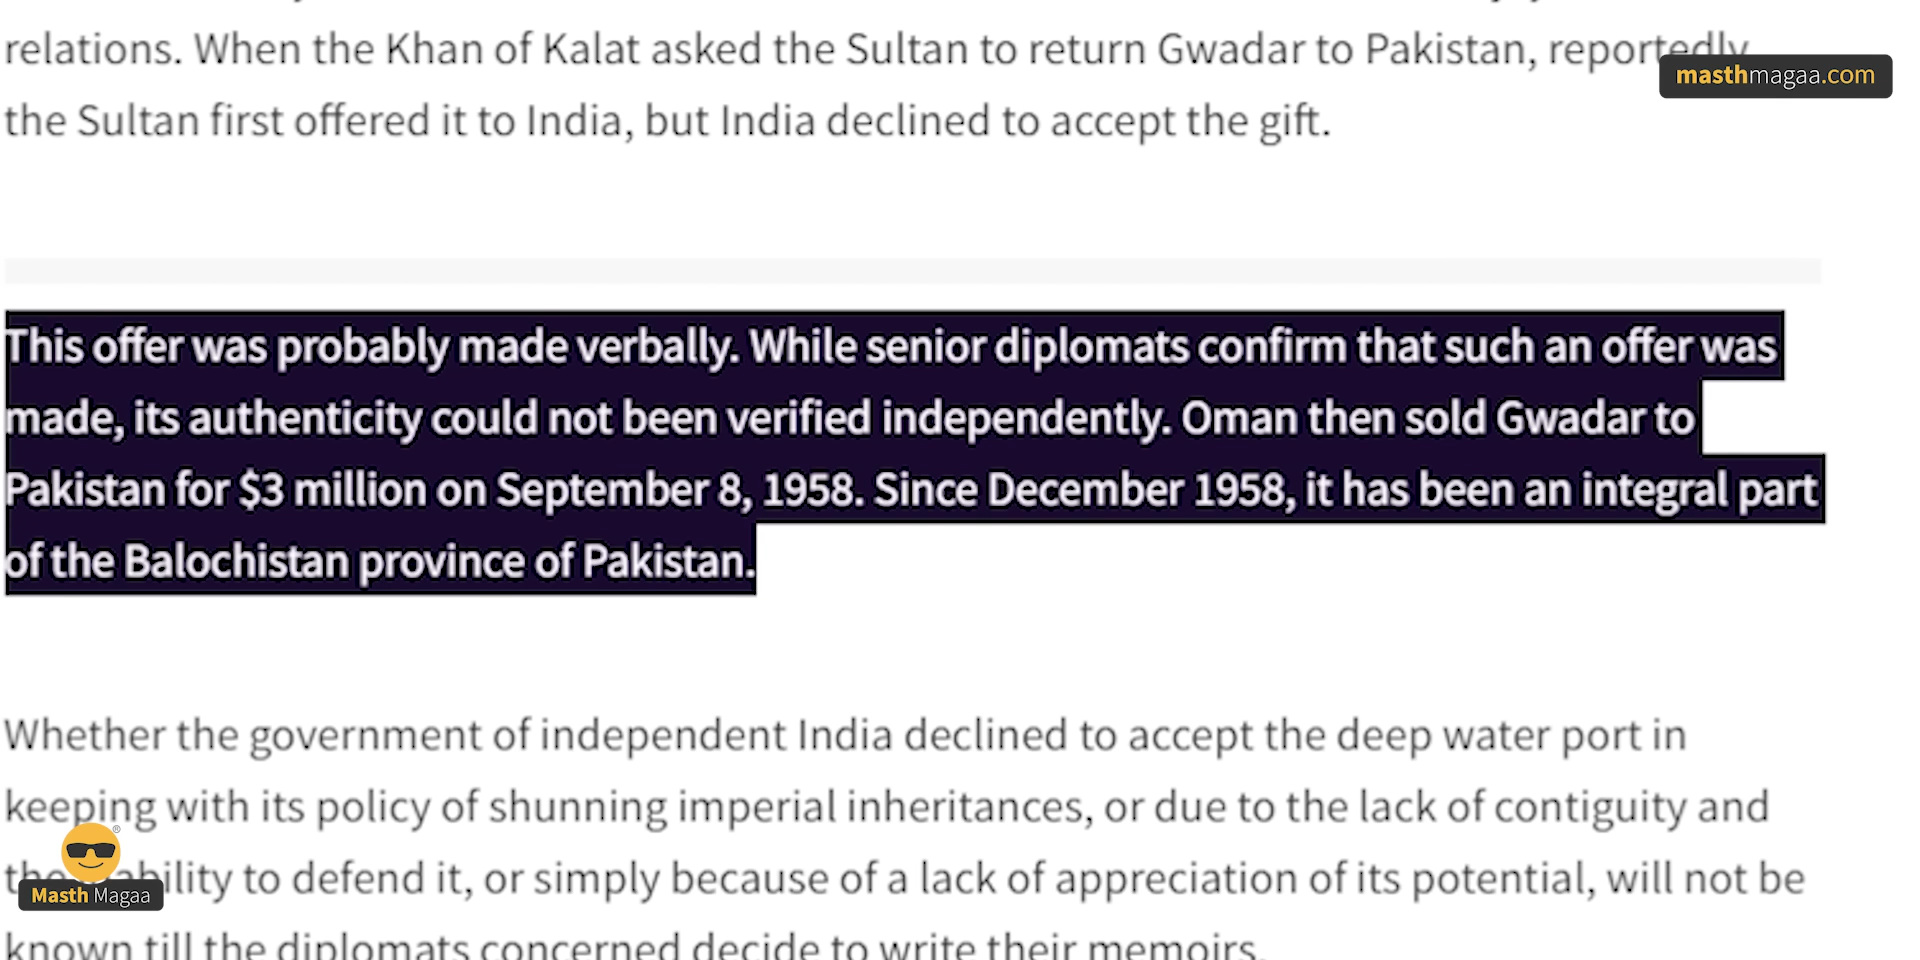 relations. When the Khan of Kalat asked the Sultan to return Gwadar to Pakistan, reportedly
masthmagaa.com
the Sultan first offered it to India, but India declined to accept the gift.
This offer was probably made verbally. While senior diplomats confirm that such an offer was
made, its authenticity could not been verified independently. Oman then sold Gwadar to
Pakistan for $3 million on September 8, 1958. Since December 1958, it has been an integral part
of the Balochistan province of Pakistan.
Whether the government of independent India declined to accept the deep water port in
keeping with its policy of shunning imperial inheritances, or due to the lack of contiguity and
to defend it, or simply because of a lack of appreciation of its potential, will not be
®
Masth Magaa
known till the diplomats concerned decide to write their memoirs.